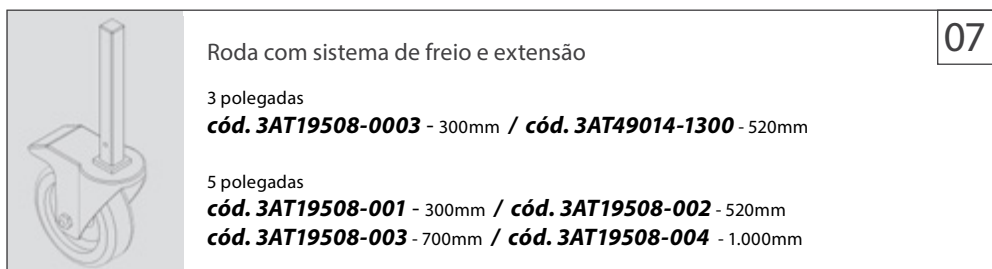 Roda com sistema de freio e extensão
07
3 polegadas
cód. 3AT19508-0003 - 300mm / cód. 3AT49014-1300 - 520mm
5 polegadas
cód. 3AT19508-001 - 300mm / cód. 3AT19508-002 - 520mm
cód. 3AT19508-003 - 700mm / cód. 3AT19508-004 - 1.000mm